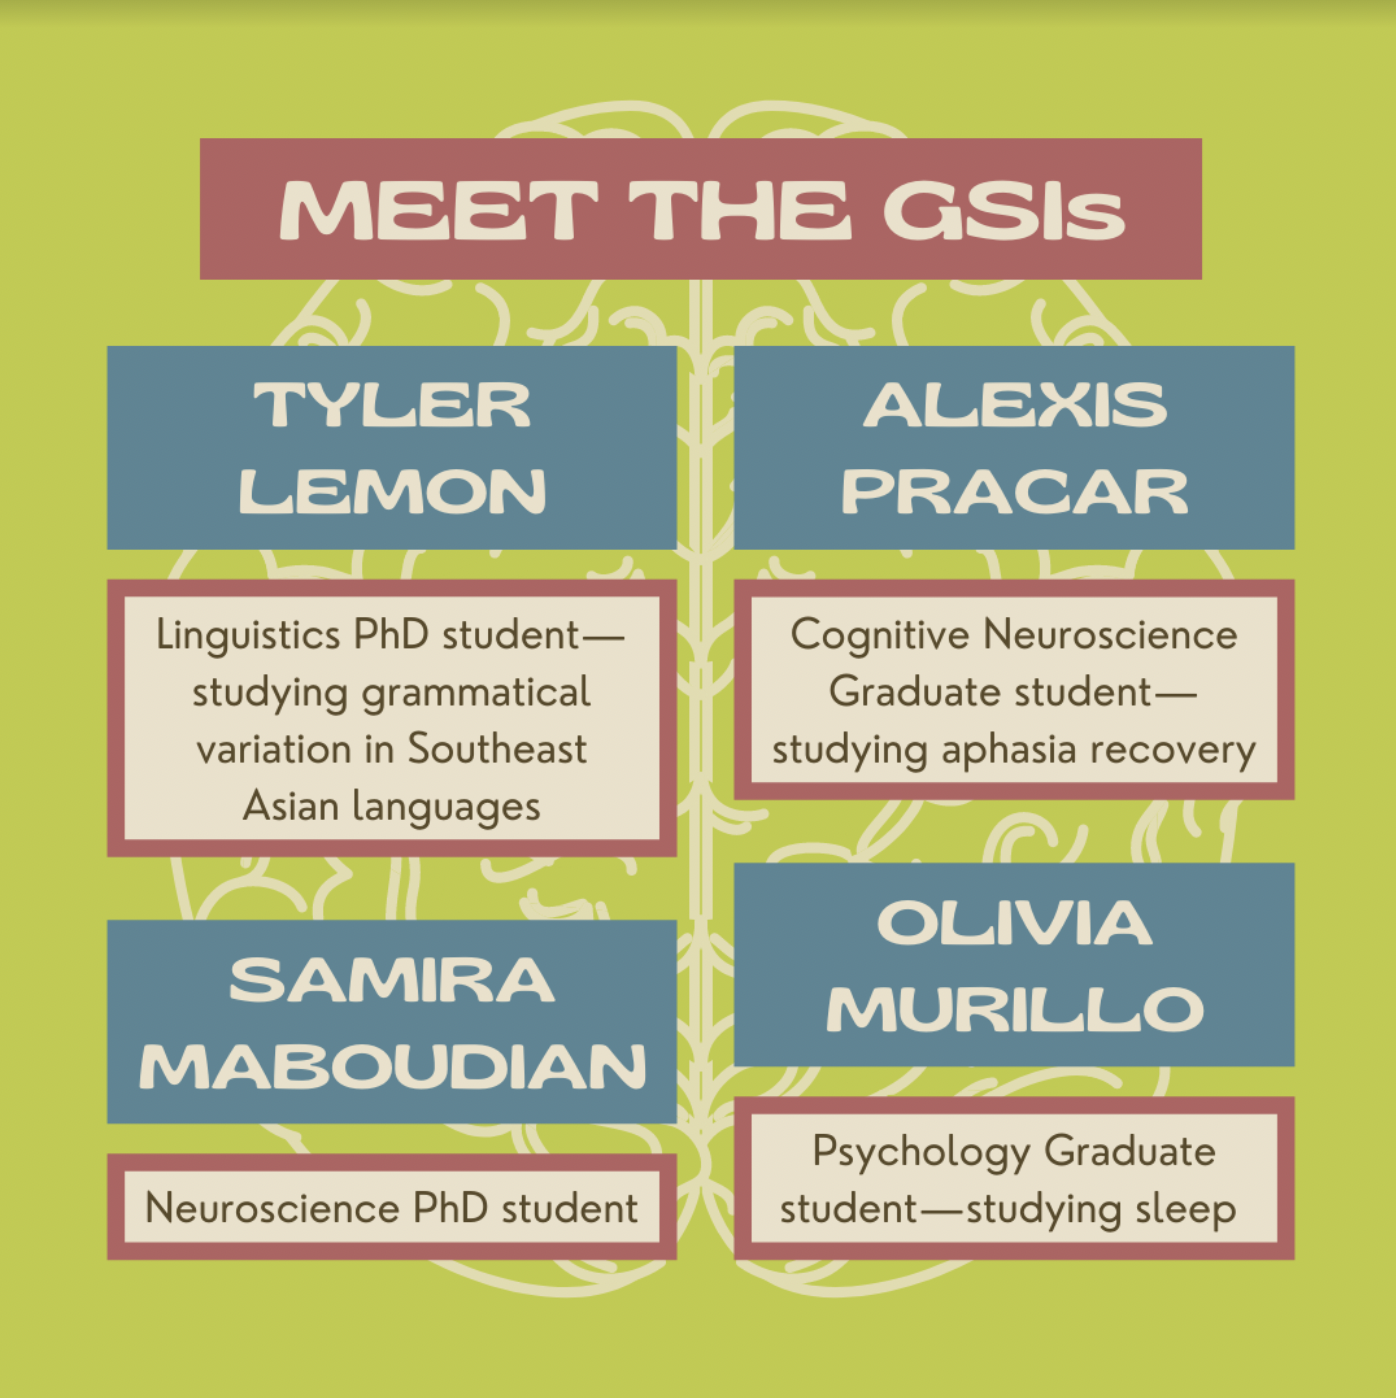 MEET THE GSIs
TYLER
LEMON
Linguistics PhD student—
studying grammatical
variation in Southeast
Asian languages
ALEXIS
PRACAR
Cognitive Neuroscience
Graduate student—
studying aphasia recovery
SAMIRA
MABOUDIAN
Neuroscience PhD student
OLIVIA
MURILLO
Psychology Graduate
student—studying sleep